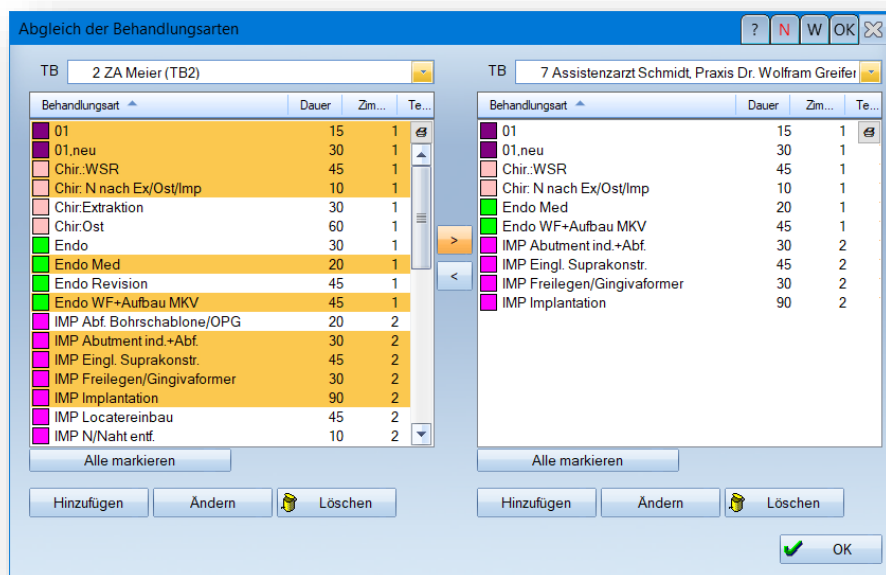 Abgleich der Behandlungsarten ? N W OK
TB 2 ZA Meier (TB2)
Behandlungsart Dauer Zim... Te...
01 15 1
01,neu 30 1
Chir.:WSR 45 1
Chir: N nach Ex/Ost/Imp 10 1
Chir:Extraktion 30 1
Chir:Ost 60 1
Endo 30 1
Endo Med 20 1
Endo Revision 45 1
Endo WF+Aufbau MKV 45 1
IMP Abf. Bohrschablone/OPG 20 2
IMP Abutment ind.+Abf. 30 2
IMP Eingl. Suprakonstr. 45 2
IMP Freilegen/Gingivaformer 30 2
IMP Implantation 90 2
IMP Locatereinbau 45 2
IMP N/Naht entf. 10 2
Alle markieren
Hinzufügen Ändern Löschen
>
<
TB 7 Assistenzarzt Schmidt, Praxis Dr. Wolfram Greifer
Behandlungsart Dauer Zim... Te...
01 15 1
01,neu 30 1
Chir.:WSR 45 1
Chir: N nach Ex/Ost/Imp 10 1
Endo Med 20 1
Endo WF+Aufbau MKV 45 1
IMP Abutment ind.+Abf. 30 2
IMP Eingl. Suprakonstr. 45 2
IMP Freilegen/Gingivaformer 30 2
IMP Implantation 90 2
Alle markieren
Hinzufügen Ändern Löschen
OK